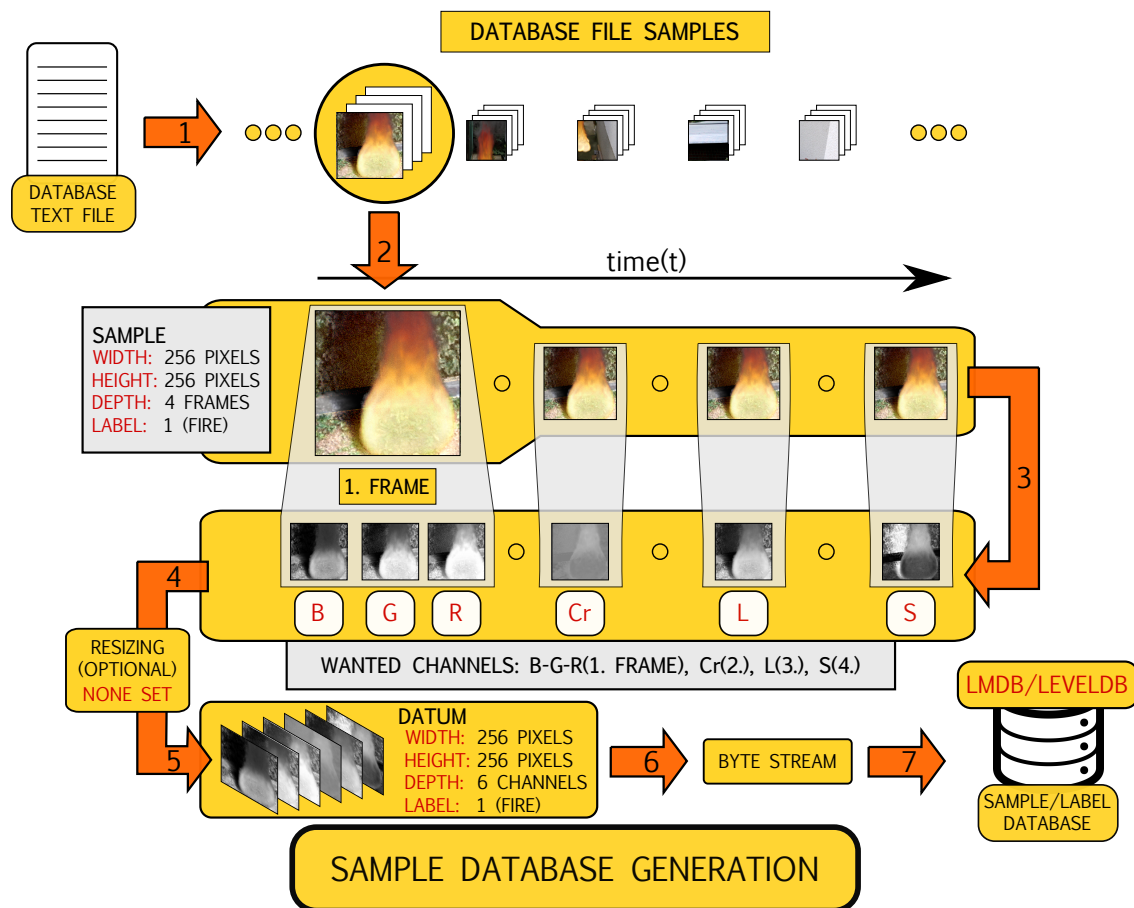 DATABASE FILE SAMPLES
1
DATABASE
TEXT FILE
2
time(t)
SAMPLE
WIDTH: 256 PIXELS
HEIGHT: 256 PIXELS
DEPTH: 4 FRAMES
LABEL: 1 (FIRE)
1. FRAME
3
4
B G R Cr L S
RESIZING
(OPTIONAL)
NONE SET
WANTED CHANNELS: B-G-R(1. FRAME), Cr(2.), L(3.), S(4.)
LMDB/LEVELDB
5
DATUM
WIDTH: 256 PIXELS
HEIGHT: 256 PIXELS
DEPTH: 6 CHANNELS
LABEL: 1 (FIRE)
6
BYTE STREAM
7
SAMPLE/LABEL
DATABASE
SAMPLE DATABASE GENERATION